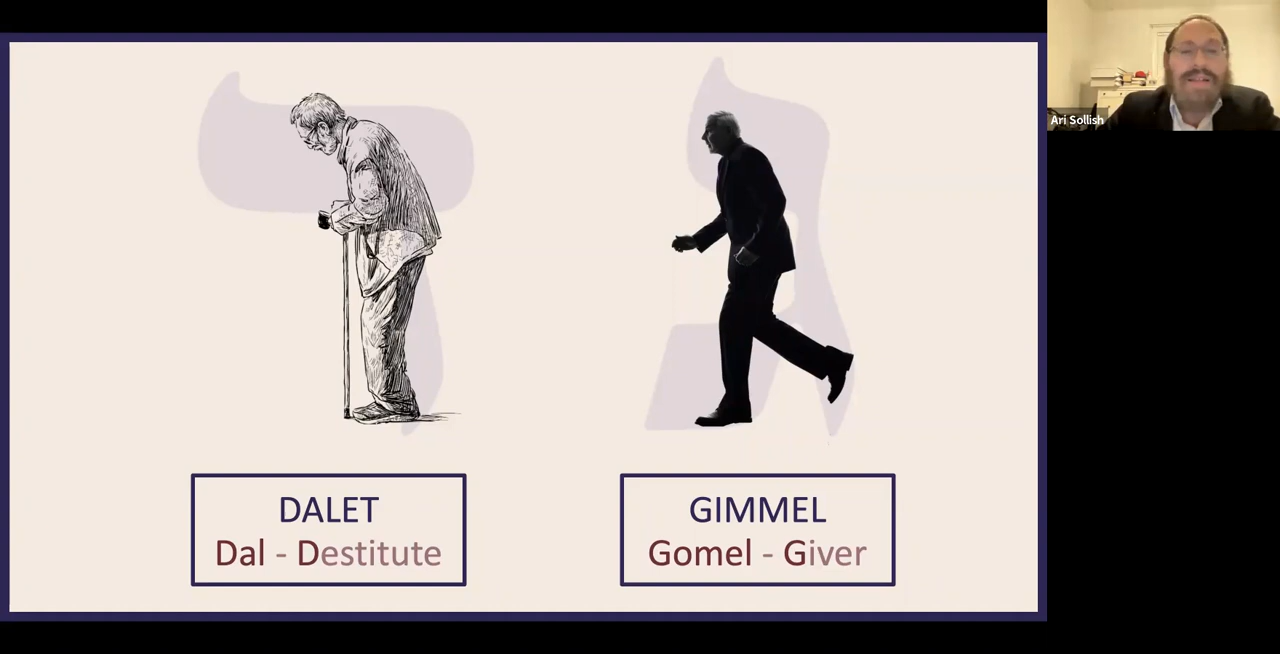 ד
ג
DALET
Dal - Destitute
GIMMEL
Gomel - Giver
Ari Sollish